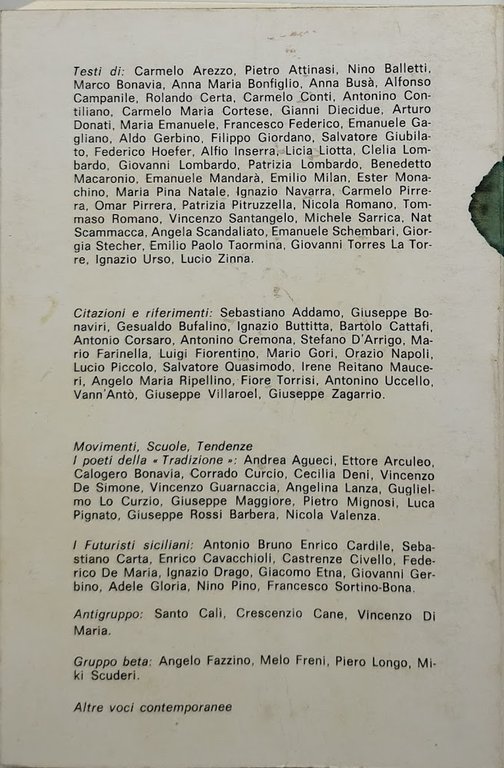 Testi di: Carmelo Arezzo, Pietro Attinasi, Nino Balletti,
Marco Bonavia, Anna Maria Bonfiglio, Anna Busà, Alfonso
Campanile, Rolando Certa, Carmelo Conti, Antonino Con-
tiliano, Carmelo Maria Cortese, Gianni Diecidue, Arturo
Donati, Maria Emanuele, Francesco Federico, Emanuele Ga-
gliano, Aldo Gerbino, Filippo Giordano, Salvatore Giubila-
to, Federico Hoefer, Alfio Inserra, Licia Liotta, Clelia Lom-
bardo, Giovanni Lombardo, Patrizia Lombardo, Benedetto
Macaronio, Emanuele Mandarà, Emilio Milan, Ester Mona-
chino, Maria Pina Natale, Ignazio Navarra, Carmelo Pirre-
ra, Omar Pirrera, Patrizia Pitruzzella, Nicola Romano, Tom-
maso Romano, Vincenzo Santangelo, Michele Sarrica, Nat
Scammacca, Angela Scandaliato, Emanuele Schembari, Gior-
gia Stecher, Emilio Paolo Taormina, Giovanni Torres La Tor-
re, Ignazio Urso, Lucio Zinna.
Citazioni e riferimenti: Sebastiano Addamo, Giuseppe Bo-
naviri, Gesualdo Bufalino, Ignazio Buttitta, Bartolo Cattafi,
Antonio Corsaro, Antonino Cremona, Stefano D'Arrigo, Ma-
rio Farinella, Luigi Fiorentino, Mario Gori, Orazio Napoli,
Lucio Piccolo, Salvatore Quasimodo, Irene Reitano Mauce-
ri, Angelo Maria Ripellino, Fiore Torrisi, Antonino Uccello,
Vann'Antò, Giuseppe Villaroel, Giuseppe Zagarrio.
Movimenti, Scuole, Tendenze
I poeti della « Tradizione »: Andrea Agueci, Ettore Arculeo,
Calogero Bonavia, Corrado Curcio, Cecilia Deni, Vincenzo
De Simone, Vincenzo Guarnaccia, Angelina Lanza, Gugliel-
mo Lo Curzio, Giuseppe Maggiore, Pietro Mignosi, Luca
Pignato, Giuseppe Rossi Barbera, Nicola Valenza.
I Futuristi siciliani: Antonio Bruno Enrico Cardile, Seba-
stiano Carta, Enrico Cavacchioli, Castrenze Civello, Fede-
rico De Maria, Ignazio Drago, Giacomo Etna, Giovanni Ger-
bino, Adele Gloria, Nino Pino, Francesco Sortino-Bona.
Antigruppo: Santo Calì, Crescenzio Cane, Vincenzo Di
Maria.
Gruppo beta: Angelo Fazzino, Melo Freni, Piero Longo, Mi-
ki Scuderi.
Altre voci contemporanee